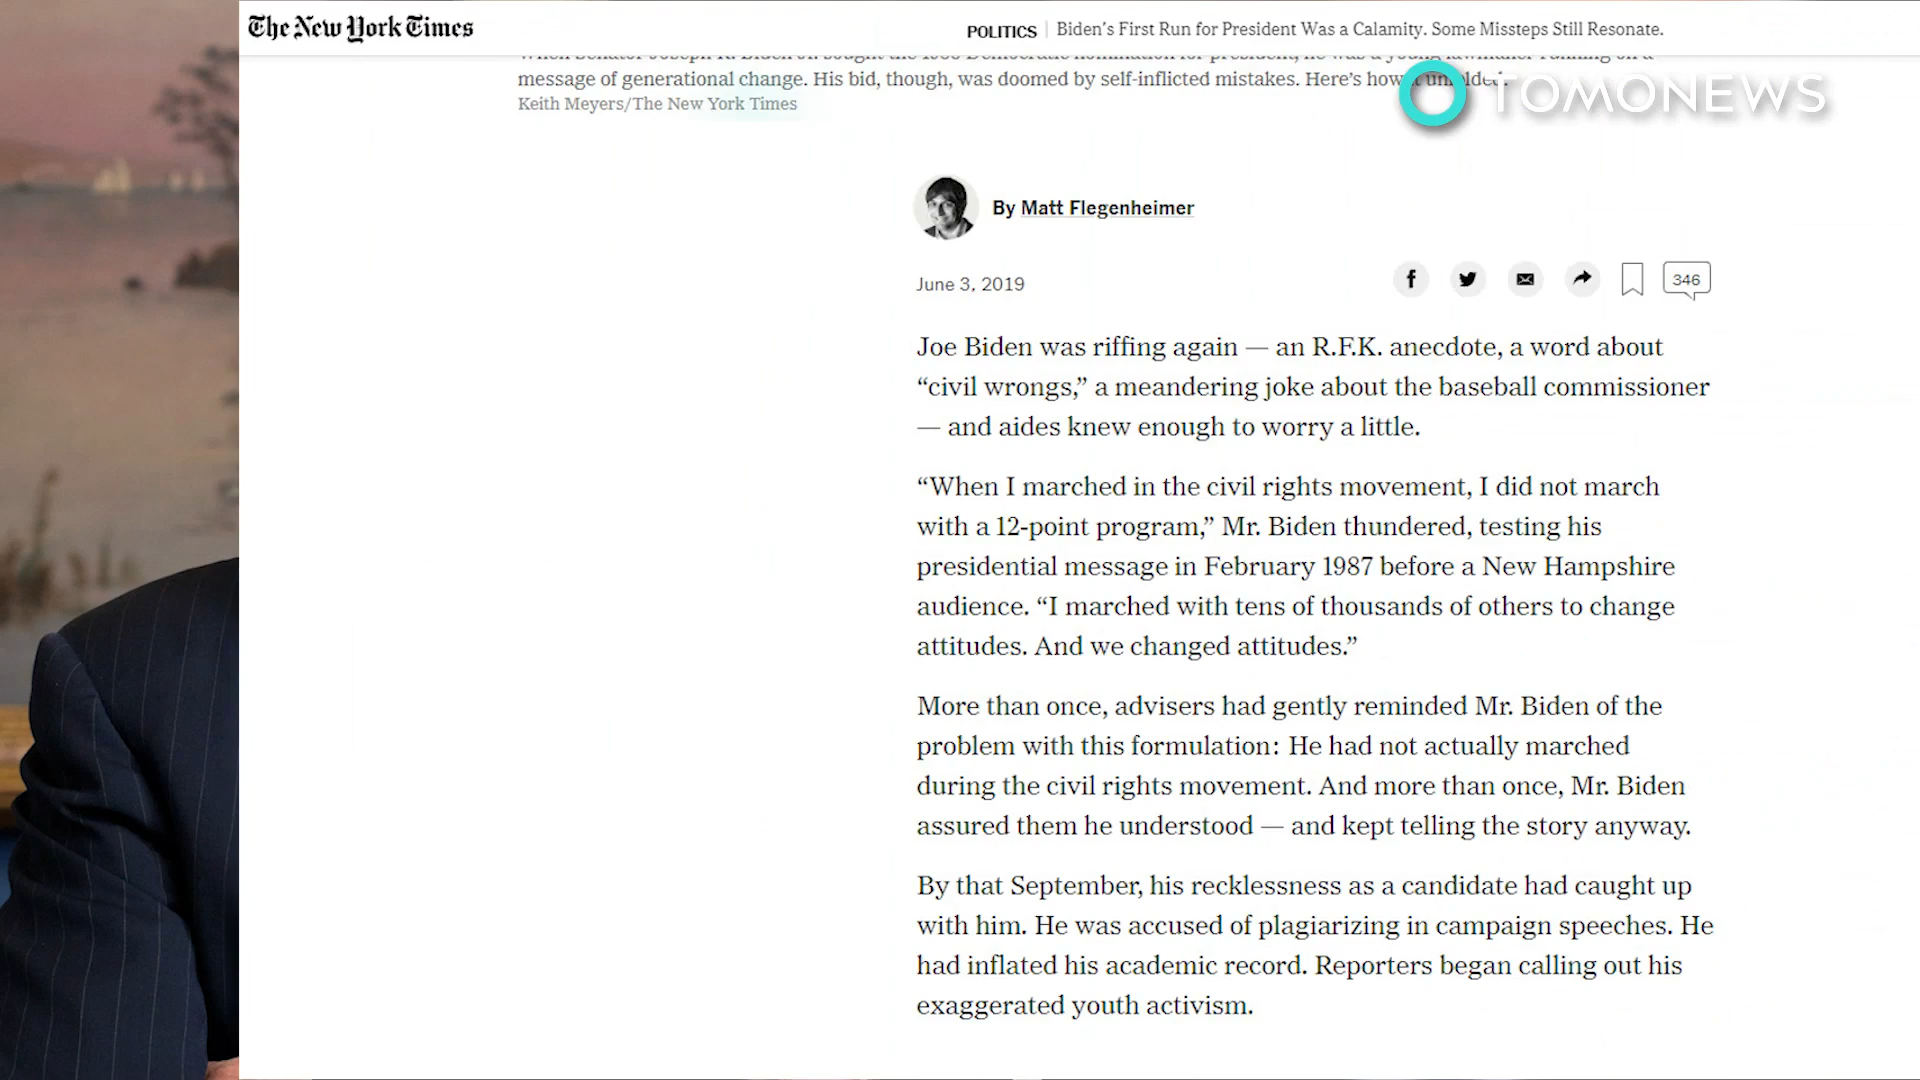 The New York Times
POLITICS | Biden's First Run for President Was a Calamity. Some Missteps Still Resonate.
message of generational change. His bid, though, was doomed by self-inflicted mistakes. Here's how it unfolded.
Keith Meyers/The New York Times
TOMONEWS
By Matt Flegenheimer
June 3, 2019
346
Joe Biden was riffing again — an R.F.K. anecdote, a word about
“civil wrongs,” a meandering joke about the baseball commissioner
— and aides knew enough to worry a little.
“When I marched in the civil rights movement, I did not march
with a 12-point program,” Mr. Biden thundered, testing his
presidential message in February 1987 before a New Hampshire
audience. “I marched with tens of thousands of others to change
attitudes. And we changed attitudes.”
More than once, advisers had gently reminded Mr. Biden of the
problem with this formulation: He had not actually marched
during the civil rights movement. And more than once, Mr. Biden
assured them he understood — and kept telling the story anyway.
By that September, his recklessness as a candidate had caught up
with him. He was accused of plagiarizing in campaign speeches. He
had inflated his academic record. Reporters began calling out his
exaggerated youth activism.